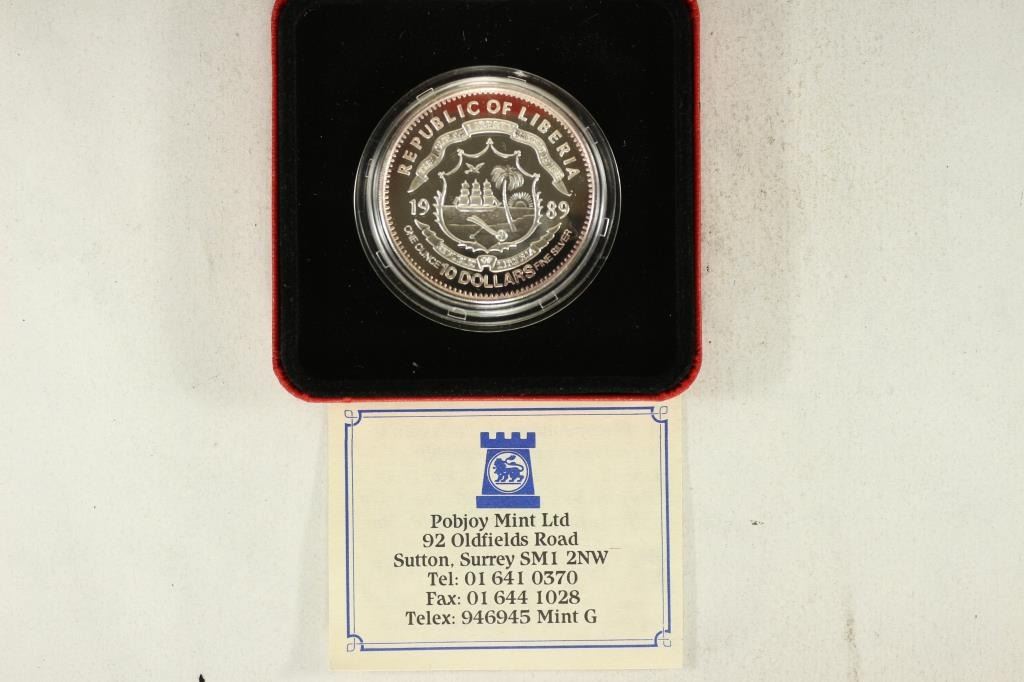 REPUBLIC OF LIBERIA
19 89
ONE OUNCE 10 DOLLARS FINE SILVER
Pobjoy Mint Ltd
92 Oldfields Road
Sutton, Surrey SM1 2NW
Tel: 01 641 0370
Fax: 01 644 1028
Telex: 946945 Mint G